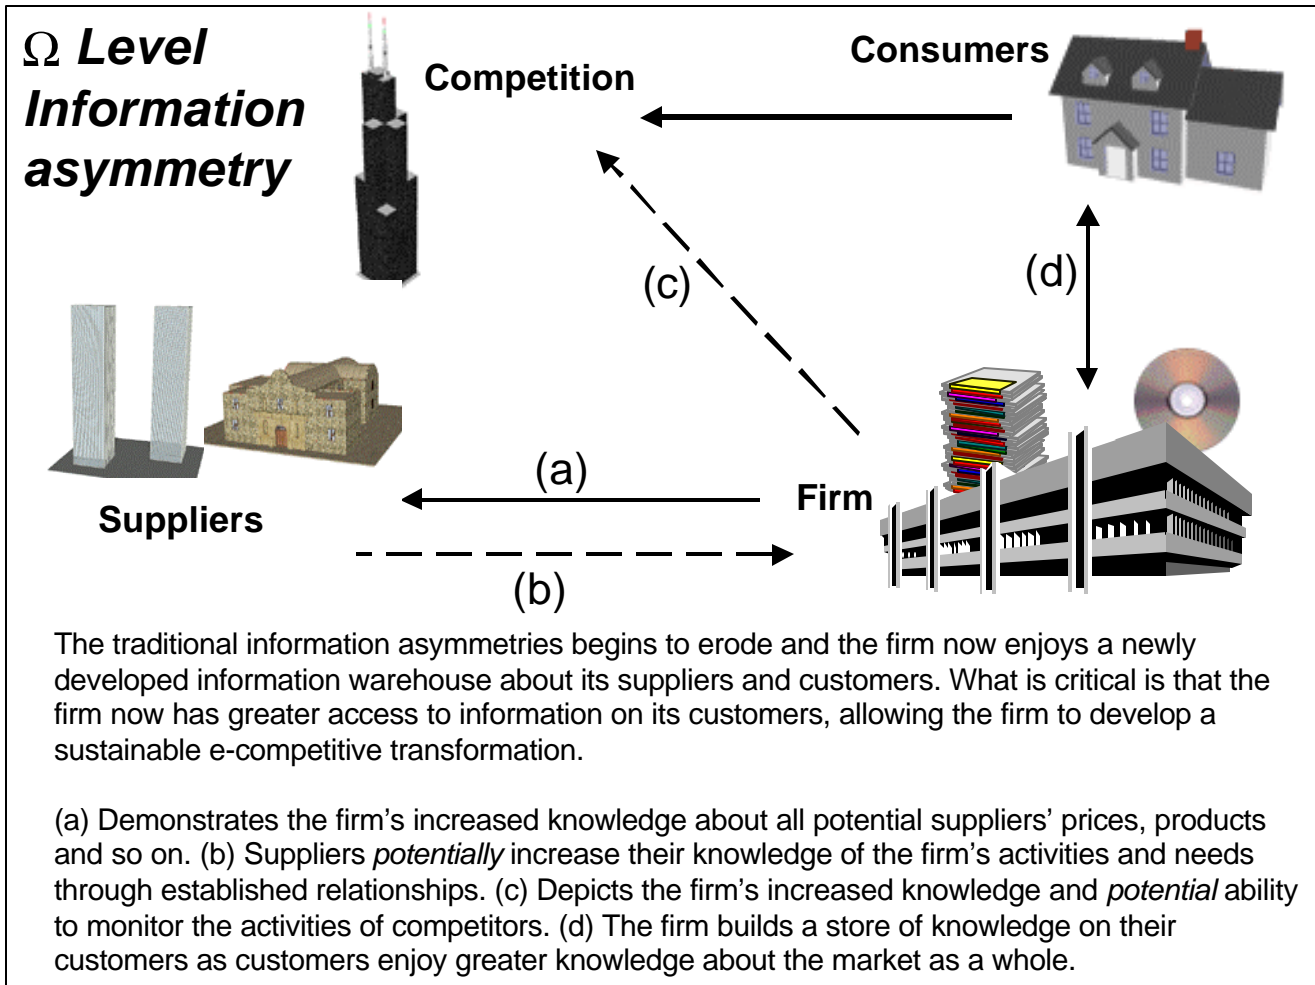 Ω Level
Information
asymmetry
Competition
Consumers
(c)
(d)
(a)
Suppliers
Firm
(b)
The traditional information asymmetries begins to erode and the firm now enjoys a newly
developed information warehouse about its suppliers and customers. What is critical is that the
firm now has greater access to information on its customers, allowing the firm to develop a
sustainable e-competitive transformation.
(a) Demonstrates the firm’s increased knowledge about all potential suppliers’ prices, products
and so on. (b) Suppliers potentially increase their knowledge of the firm’s activities and needs
through established relationships. (c) Depicts the firm’s increased knowledge and potential ability
to monitor the activities of competitors. (d) The firm builds a store of knowledge on their
customers as customers enjoy greater knowledge about the market as a whole.